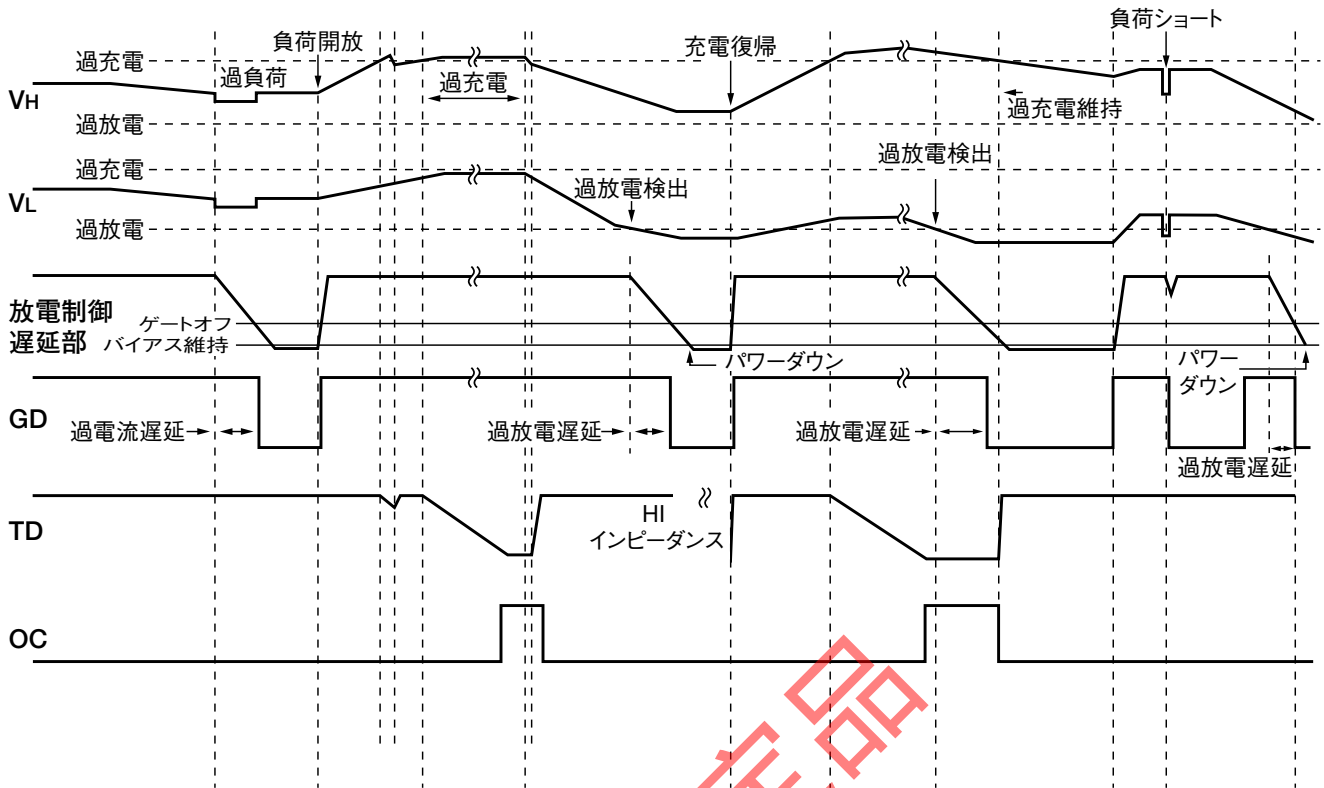 負荷ショート
負荷開放
充電復帰
過充電
過負荷
過充電
VH
過充電維持
過放電
過放電検出
過充電
過放電検出
VL
過放電
放電制御
遅延部
ゲートオフ
バイアス維持
パワーダウン
パワー
ダウン
GD
過電流遅延
過放電遅延
過放電遅延
過放電遅延
TD
HI
インピーダンス
OC
定品